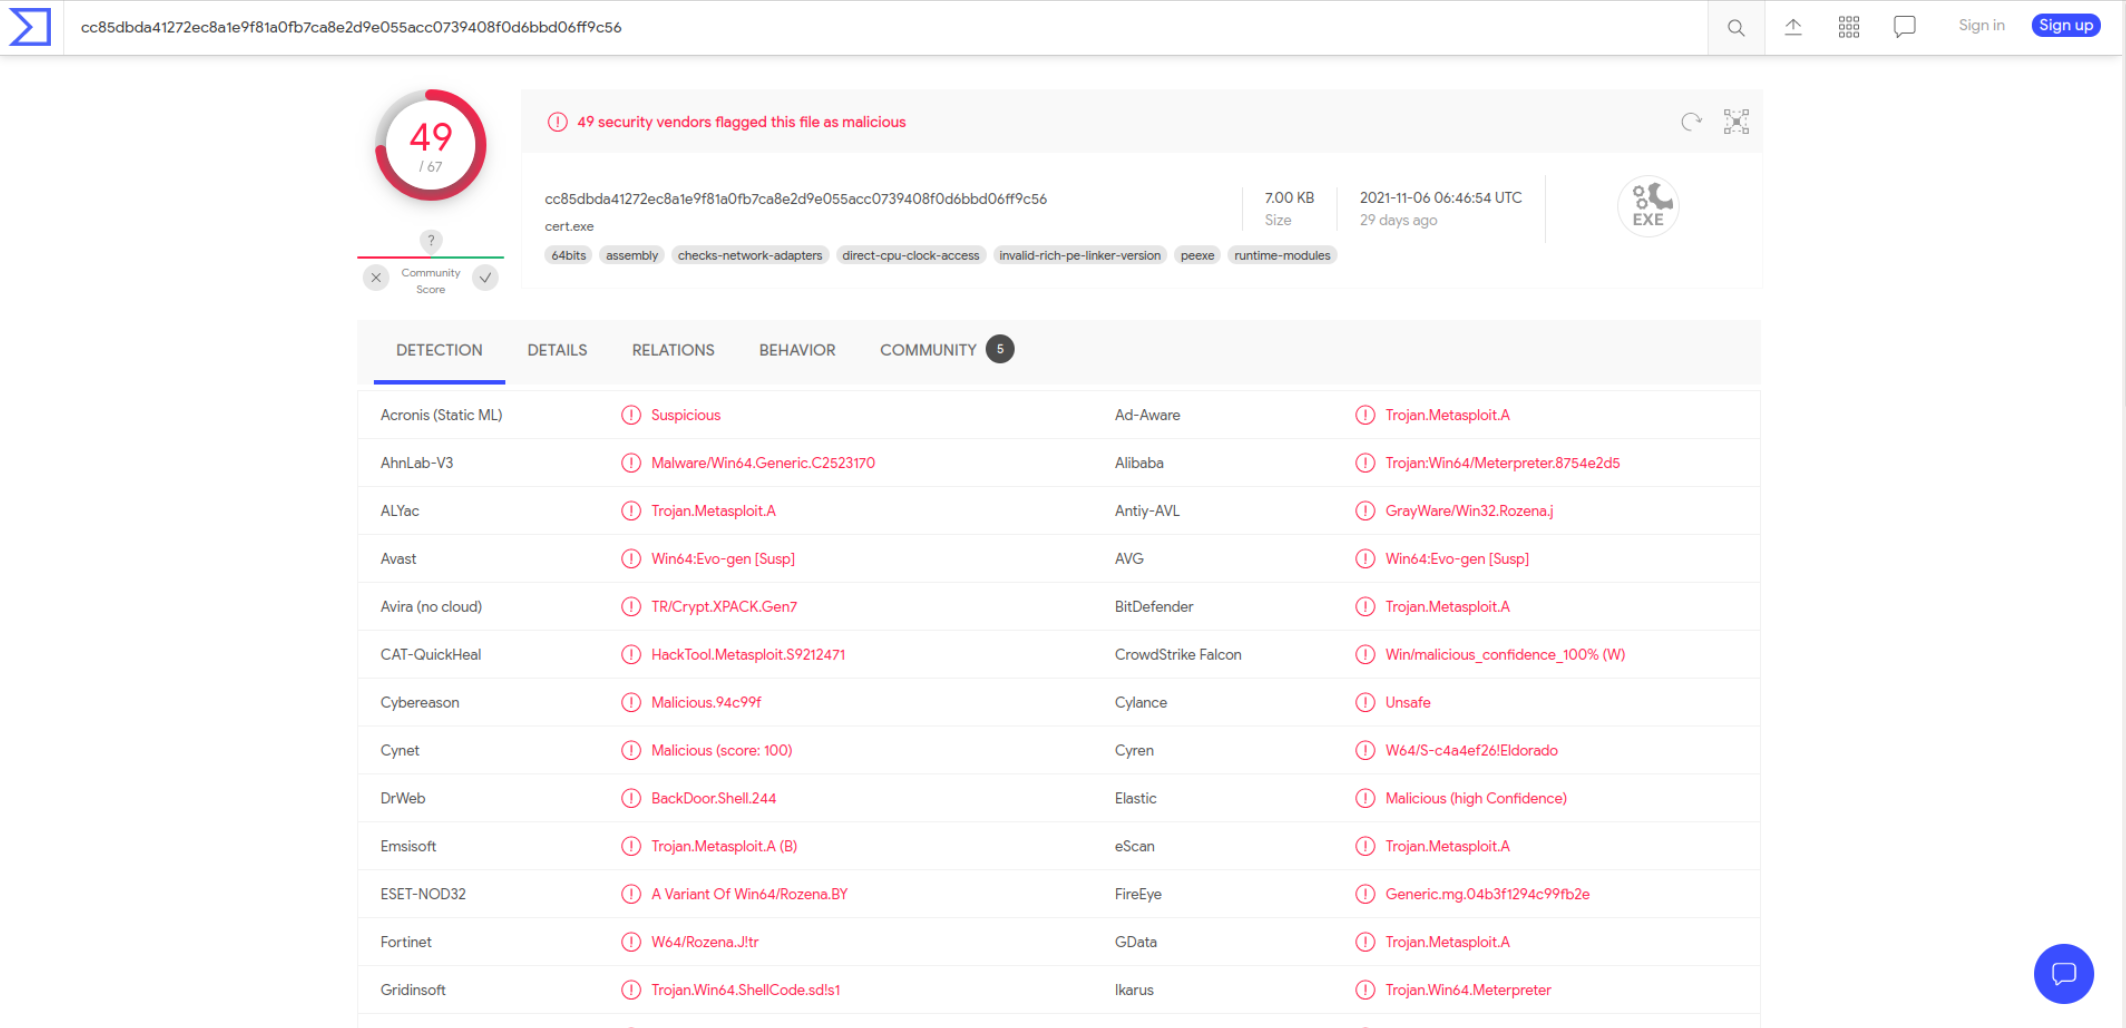 cc85dbda41272ec8a1e9f81a0fb7ca8e2d9e055acc0739408f0d6bbd06ff9c56
Sign in
Sign up
49
/ 67
49 security vendors flagged this file as malicious
cc85dbda41272ec8a1e9f81a0fb7ca8e2d9e055acc0739408f0d6bbd06ff9c56
cert.exe
7.00 KB
Size
2021-11-06 06:46:54 UTC
29 days ago
EXE
64bits assembly checks-network-adapters direct-cpu-clock-access invalid-rich-pe-linker-version peexe runtime-modules
?
Community
Score
DETECTION DETAILS RELATIONS BEHAVIOR COMMUNITY 5
Acronis (Static ML) Suspicious Ad-Aware Trojan.Metasploit.A
AhnLab-V3 Malware/Win64.Generic.C2523170 Alibaba Trojan:Win64/Meterpreter.8754e2d5
ALYac Trojan.Metasploit.A Antiy-AVL GrayWare/Win32.Rozena.j
Avast Win64:Evo-gen [Susp] AVG Win64:Evo-gen [Susp]
Avira (no cloud) TR/Crypt.XPACK.Gen7 BitDefender Trojan.Metasploit.A
CAT-QuickHeal HackTool.Metasploit.S9212471 CrowdStrike Falcon Win/malicious_confidence_100% (W)
Cybereason Malicious.94c99f Cylance Unsafe
Cynet Malicious (score: 100) Cyren W64/S-c4a4ef26!Eldorado
DrWeb BackDoor.Shell.244 Elastic Malicious (high Confidence)
Emsisoft Trojan.Metasploit.A (B) eScan Trojan.Metasploit.A
ESET-NOD32 A Variant Of Win64/Rozena.BY FireEye Generic.mg.04b3f1294c99fb2e
Fortinet W64/Rozena.J!tr GData Trojan.Metasploit.A
Gridinsoft Trojan.Win64.ShellCode.sd!s1 Ikarus Trojan.Win64.Meterpreter